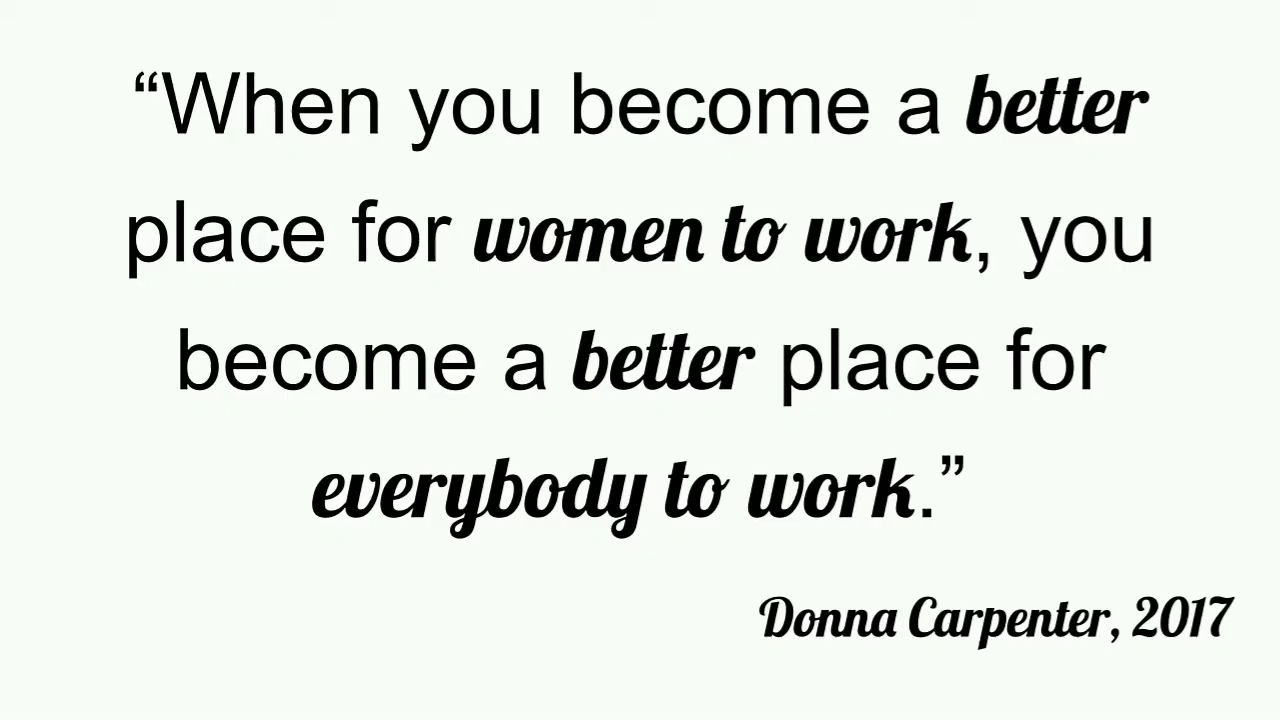 “When you become a better
place for women to work, you
become a better place for
everybody to work.”
Donna Carpenter, 2017